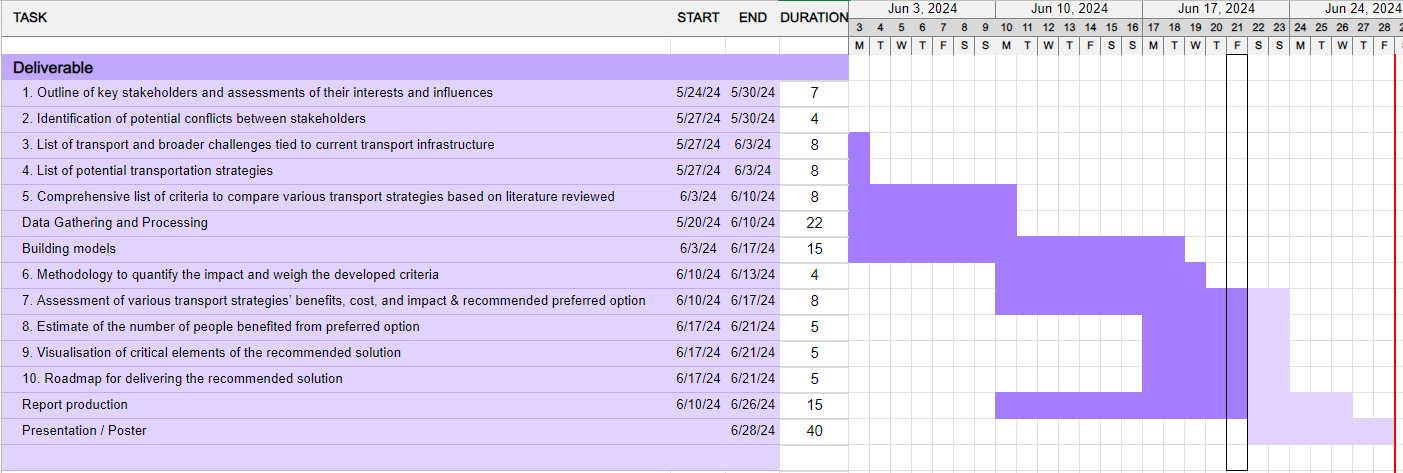 TASK START END DURATION Jun 3, 2024 Jun 10, 2024 Jun 17, 2024 Jun 24, 2024
3 4 5 6 7 8 9 10 11 12 13 14 15 16 17 18 19 20 21 22 23 24 25 26 27 28
M T W T F S S M T W T F S S M T W T F S S M T W T F
Deliverable
1. Outline of key stakeholders and assessments of their interests and influences 5/24/24 5/30/24 7
2. Identification of potential conflicts between stakeholders 5/27/24 5/30/24 4
3. List of transport and broader challenges tied to current transport infrastructure 5/27/24 6/3/24 8
4. List of potential transportation strategies 5/27/24 6/3/24 8
5. Comprehensive list of criteria to compare various transport strategies based on literature reviewed 6/3/24 6/10/24 8
Data Gathering and Processing 5/20/24 6/10/24 22
Building models 6/3/24 6/17/24 15
6. Methodology to quantify the impact and weigh the developed criteria 6/10/24 6/13/24 4
7. Assessment of various transport strategies' benefits, cost, and impact & recommended preferred option 6/10/24 6/17/24 8
8. Estimate of the number of people benefited from preferred option 6/17/24 6/21/24 5
9. Visualisation of critical elements of the recommended solution 6/17/24 6/21/24 5
10. Roadmap for delivering the recommended solution 6/17/24 6/21/24 5
Report production 6/10/24 6/26/24 15
Presentation / Poster 6/28/24 40